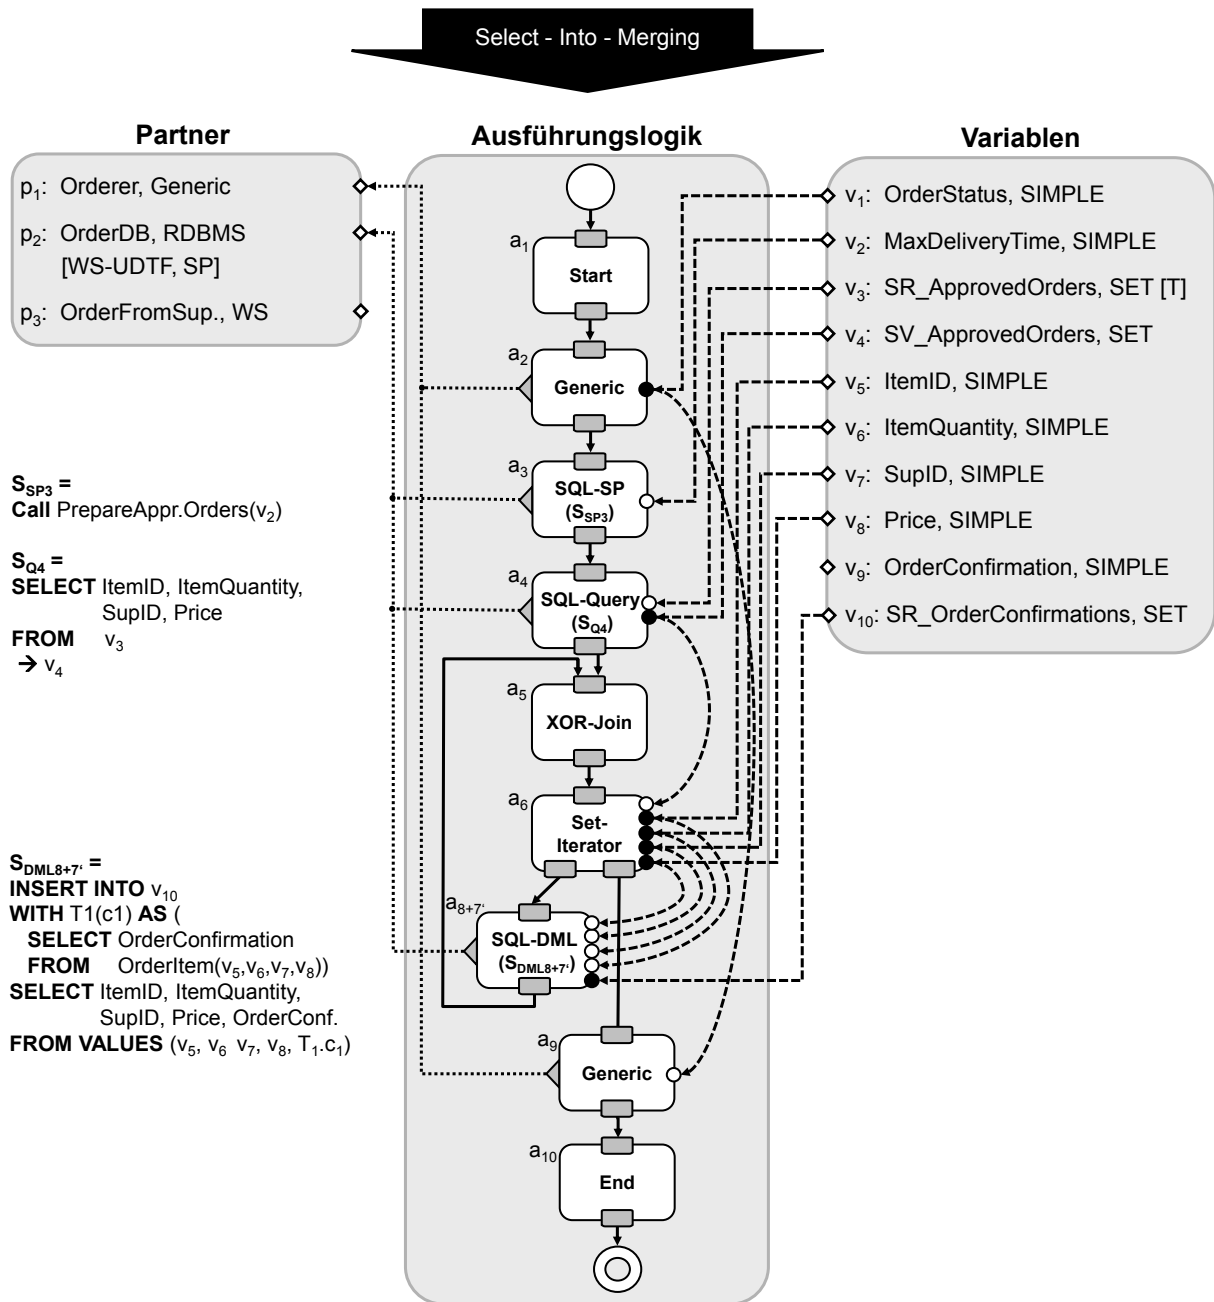 Select - Into - Merging
Partner
p1: Orderer, Generic
p2: OrderDB, RDBMS
[WS-UDTF, SP]
p3: OrderFromSup., WS
SSP3 =
Call PrepareAppr.Orders(v2)
SQ4 =
SELECT ItemID, ItemQuantity,
SupID, Price
FROM v3
➔ v4
SDML8+7‘ =
INSERT INTO v10
WITH T1(c1) AS (
SELECT OrderConfirmation
FROM OrderItem(v5,v6,v7,v8))
SELECT ItemID, ItemQuantity,
SupID, Price, OrderConf.
FROM VALUES (v5, v6 v7, v8, T1.c1)
Ausführungslogik
a1
Start
a2
Generic
a3
SQL-SP
(SSP3)
a4
SQL-Query
(SQ4)
a5
XOR-Join
a6
Set-
Iterator
a8+7‘
SQL-DML
(SDML8+7‘)
a9
Generic
a10
End
Variablen
v1: OrderStatus, SIMPLE
v2: MaxDeliveryTime, SIMPLE
v3: SR_ApprovedOrders, SET [T]
v4: SV_ApprovedOrders, SET
v5: ItemID, SIMPLE
v6: ItemQuantity, SIMPLE
v7: SupID, SIMPLE
v8: Price, SIMPLE
v9: OrderConfirmation, SIMPLE
v10: SR_OrderConfirmations, SET